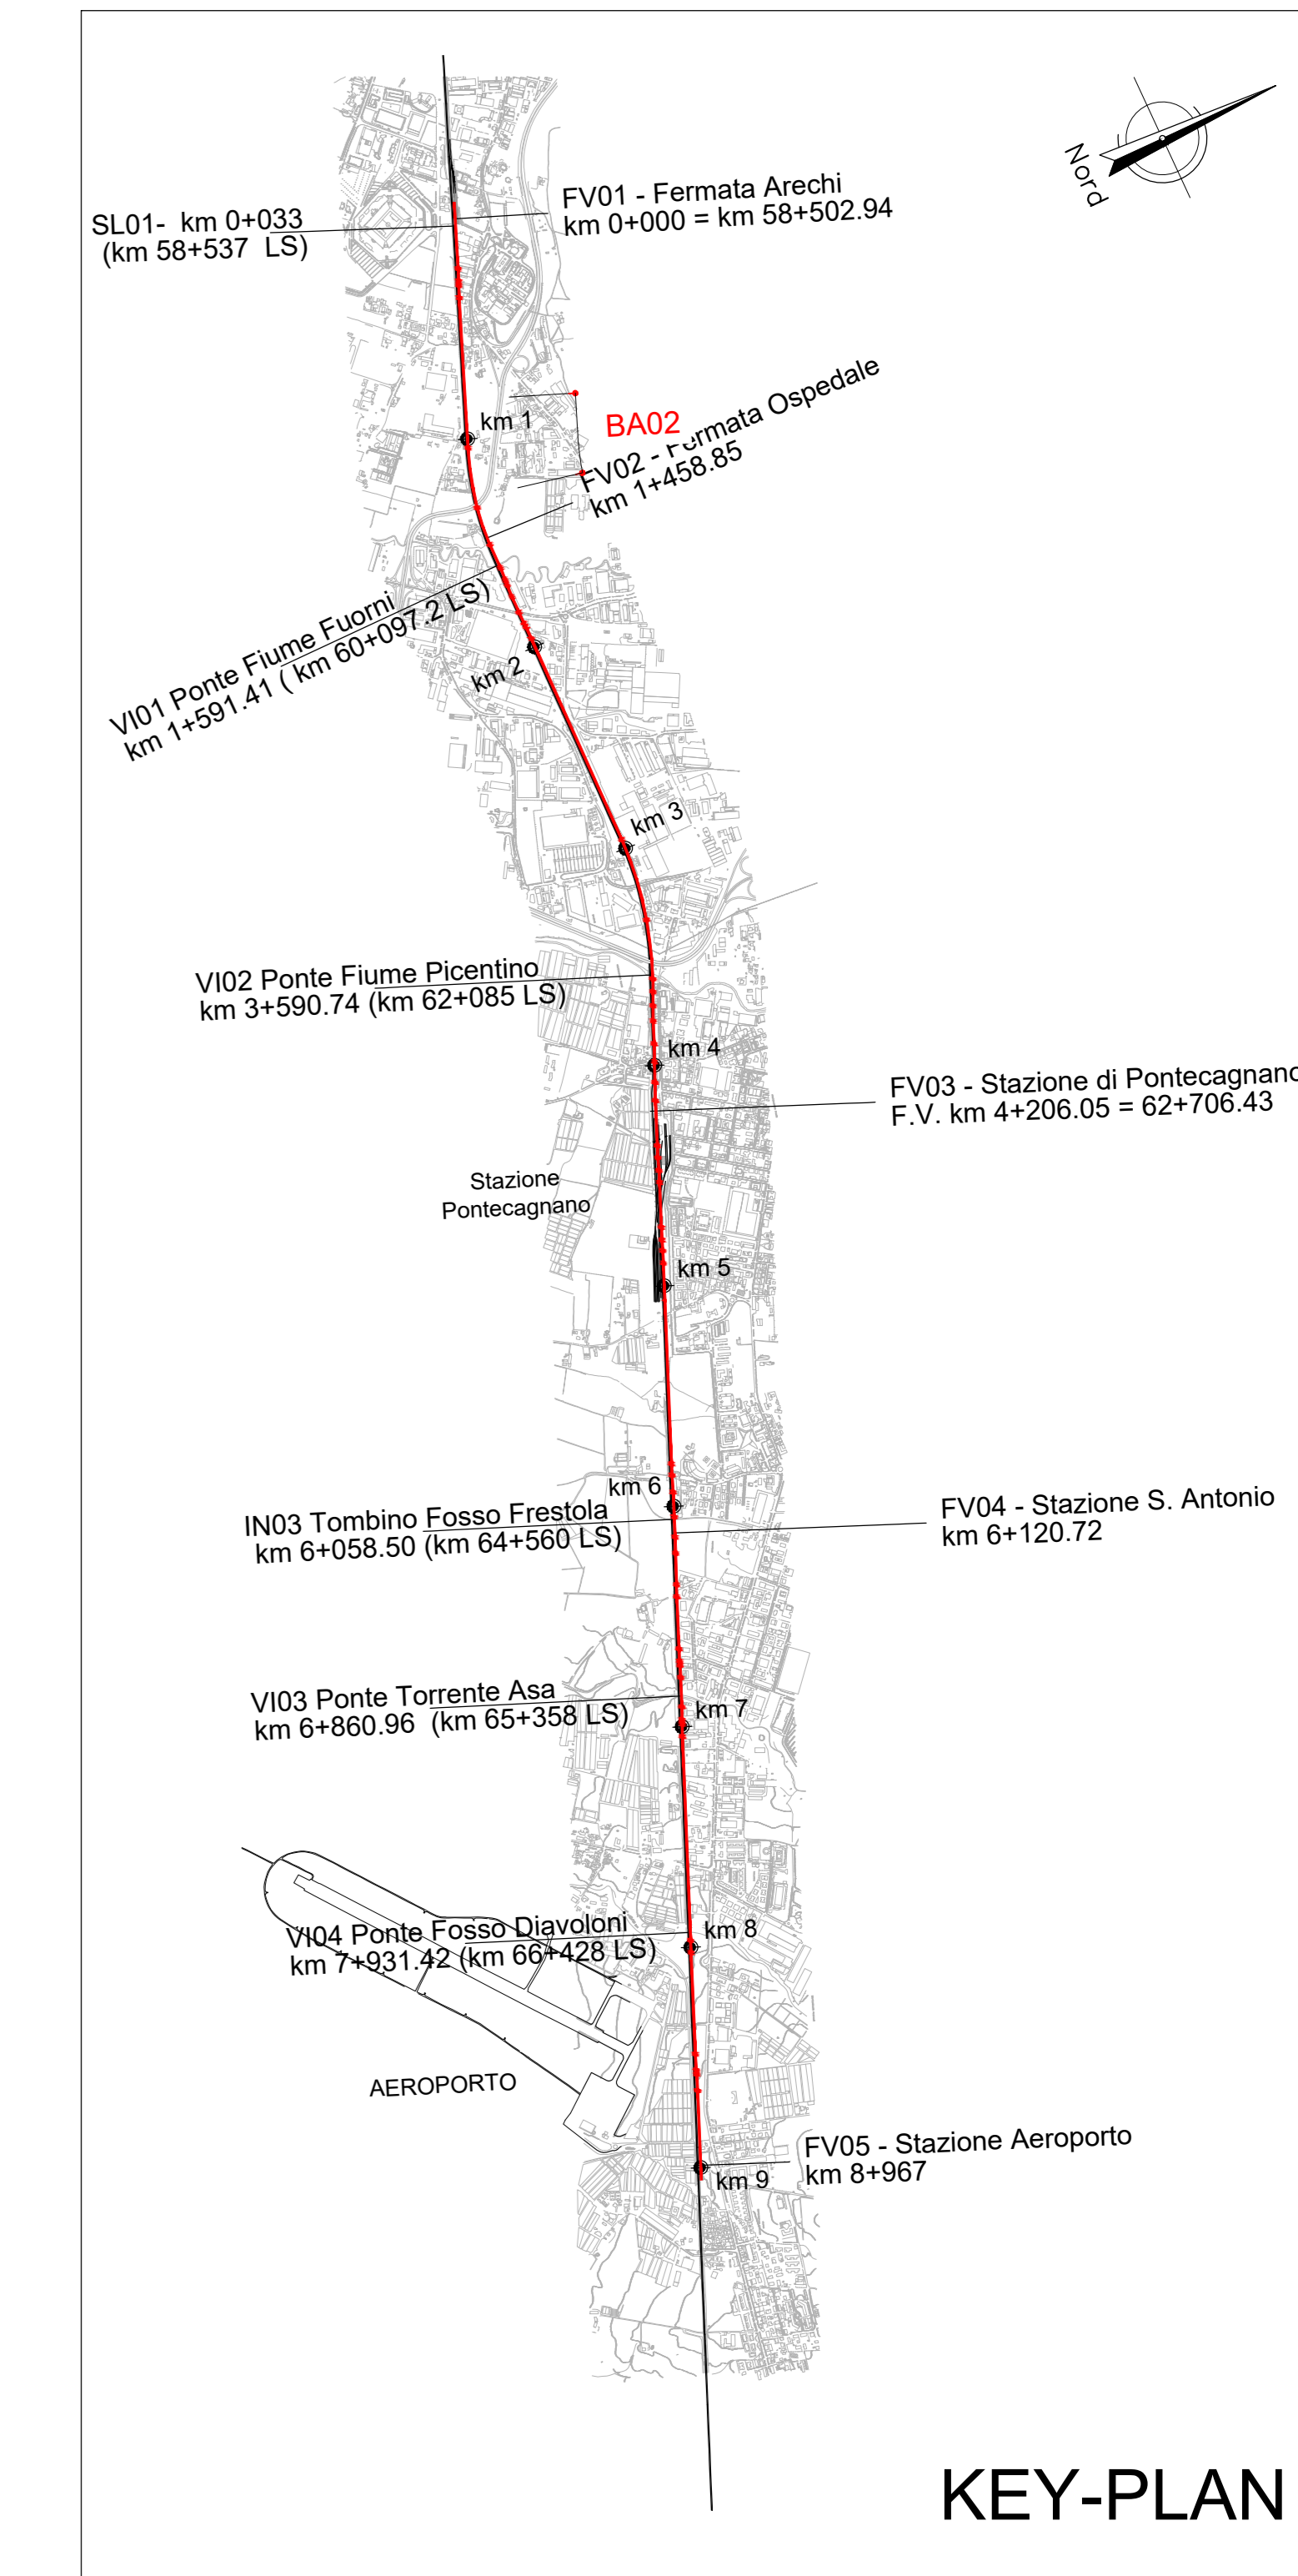 Nord
SL01- km 0+033
(km 58+537 LS)
FV01 - Fermata Arechi
km 0+000 = km 58+502.94
km 1
BA02
FV02 - Fermata Ospedale
km 1+458.85
VI01 Ponte Fiume Fuorni
km 1+591.41 ( km 60+097.2 LS)
km 2
km 3
VI02 Ponte Fiume Picentino
km 3+590.74 (km 62+085 LS)
km 4
FV03 - Stazione di Pontecagnano
F.V. km 4+206.05 = 62+706.43
Stazione
Pontecagnano
km 5
km 6
IN03 Tombino Fosso Frestola
km 6+058.50 (km 64+560 LS)
FV04 - Stazione S. Antonio
km 6+120.72
VI03 Ponte Torrente Asa
km 6+860.96 (km 65+358 LS)
km 7
VI04 Ponte Fosso Diavoloni
km 7+931.42 (km 66+428 LS)
km 8
AEROPORTO
FV05 - Stazione Aeroporto
km 8+967
km 9
KEY-PLAN